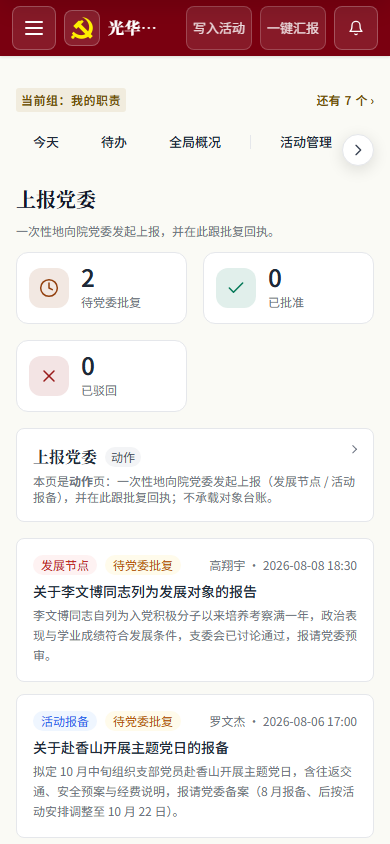 光华…
写入活动
一键汇报
当前组：我的职责
还有 7 个 ›
今天
待办
全局概况
活动管理
上报党委
一次性地向院党委发起上报，并在此跟批复回执。
2
待党委批复
0
已批准
0
已驳回
上报党委 动作
本页是动作页：一次性地向院党委发起上报（发展节点 / 活动
报备），并在此跟批复回执；不承载对象台账。
发展节点 待党委批复 高翔宇 · 2026-08-08 18:30
关于李文博同志列为发展对象的报告
李文博同志自列为入党积极分子以来培养考察满一年，政治表
现与学业成绩符合发展条件，支委会已讨论通过，报请党委预
审。
活动报备 待党委批复 罗文杰 · 2026-08-06 17:00
关于赴香山开展主题党日的报备
拟定 10 月中旬组织支部党员赴香山开展主题党日，含往返交
通、安全预案与经费说明，报请党委备案（8 月报备、后按活
动安排调整至 10 月 22 日）。